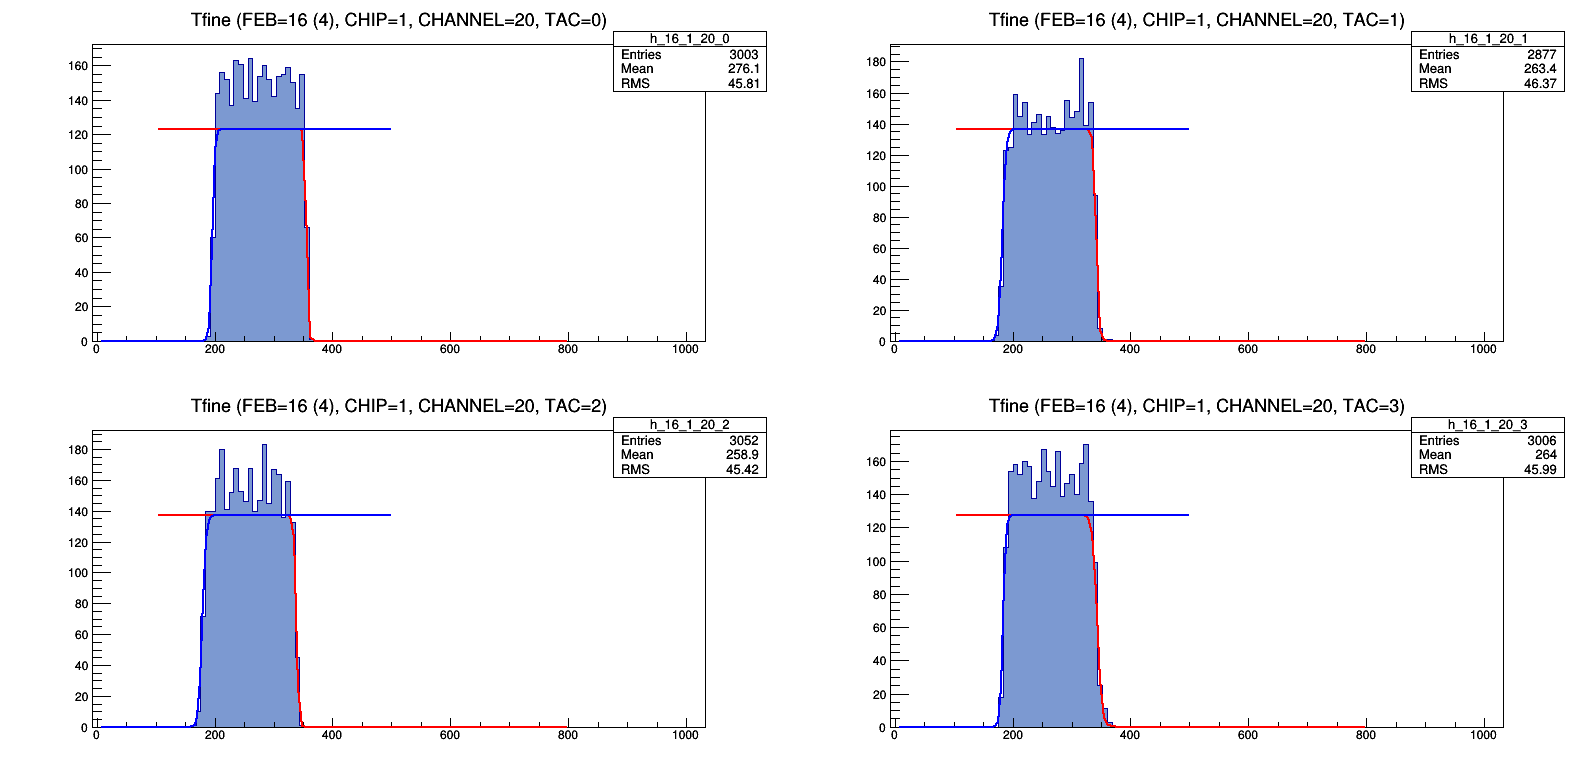 Tfine (FEB=16 (4), CHIP=1, CHANNEL=20, TAC=0)
h_16_1_20_0
Entries 3003
Mean 276.1
RMS 45.81
160
140
120
100
80
60
40
20
0
0 200 400 600 800 1000
Tfine (FEB=16 (4), CHIP=1, CHANNEL=20, TAC=1)
h_16_1_20_1
Entries 2877
Mean 263.4
RMS 46.37
180
160
140
120
100
80
60
40
20
0
0 200 400 600 800 1000
Tfine (FEB=16 (4), CHIP=1, CHANNEL=20, TAC=2)
h_16_1_20_2
Entries 3052
Mean 258.9
RMS 45.42
180
160
140
120
100
80
60
40
20
0
0 200 400 600 800 1000
Tfine (FEB=16 (4), CHIP=1, CHANNEL=20, TAC=3)
h_16_1_20_3
Entries 3006
Mean 264
RMS 45.99
160
140
120
100
80
60
40
20
0
0 200 400 600 800 1000